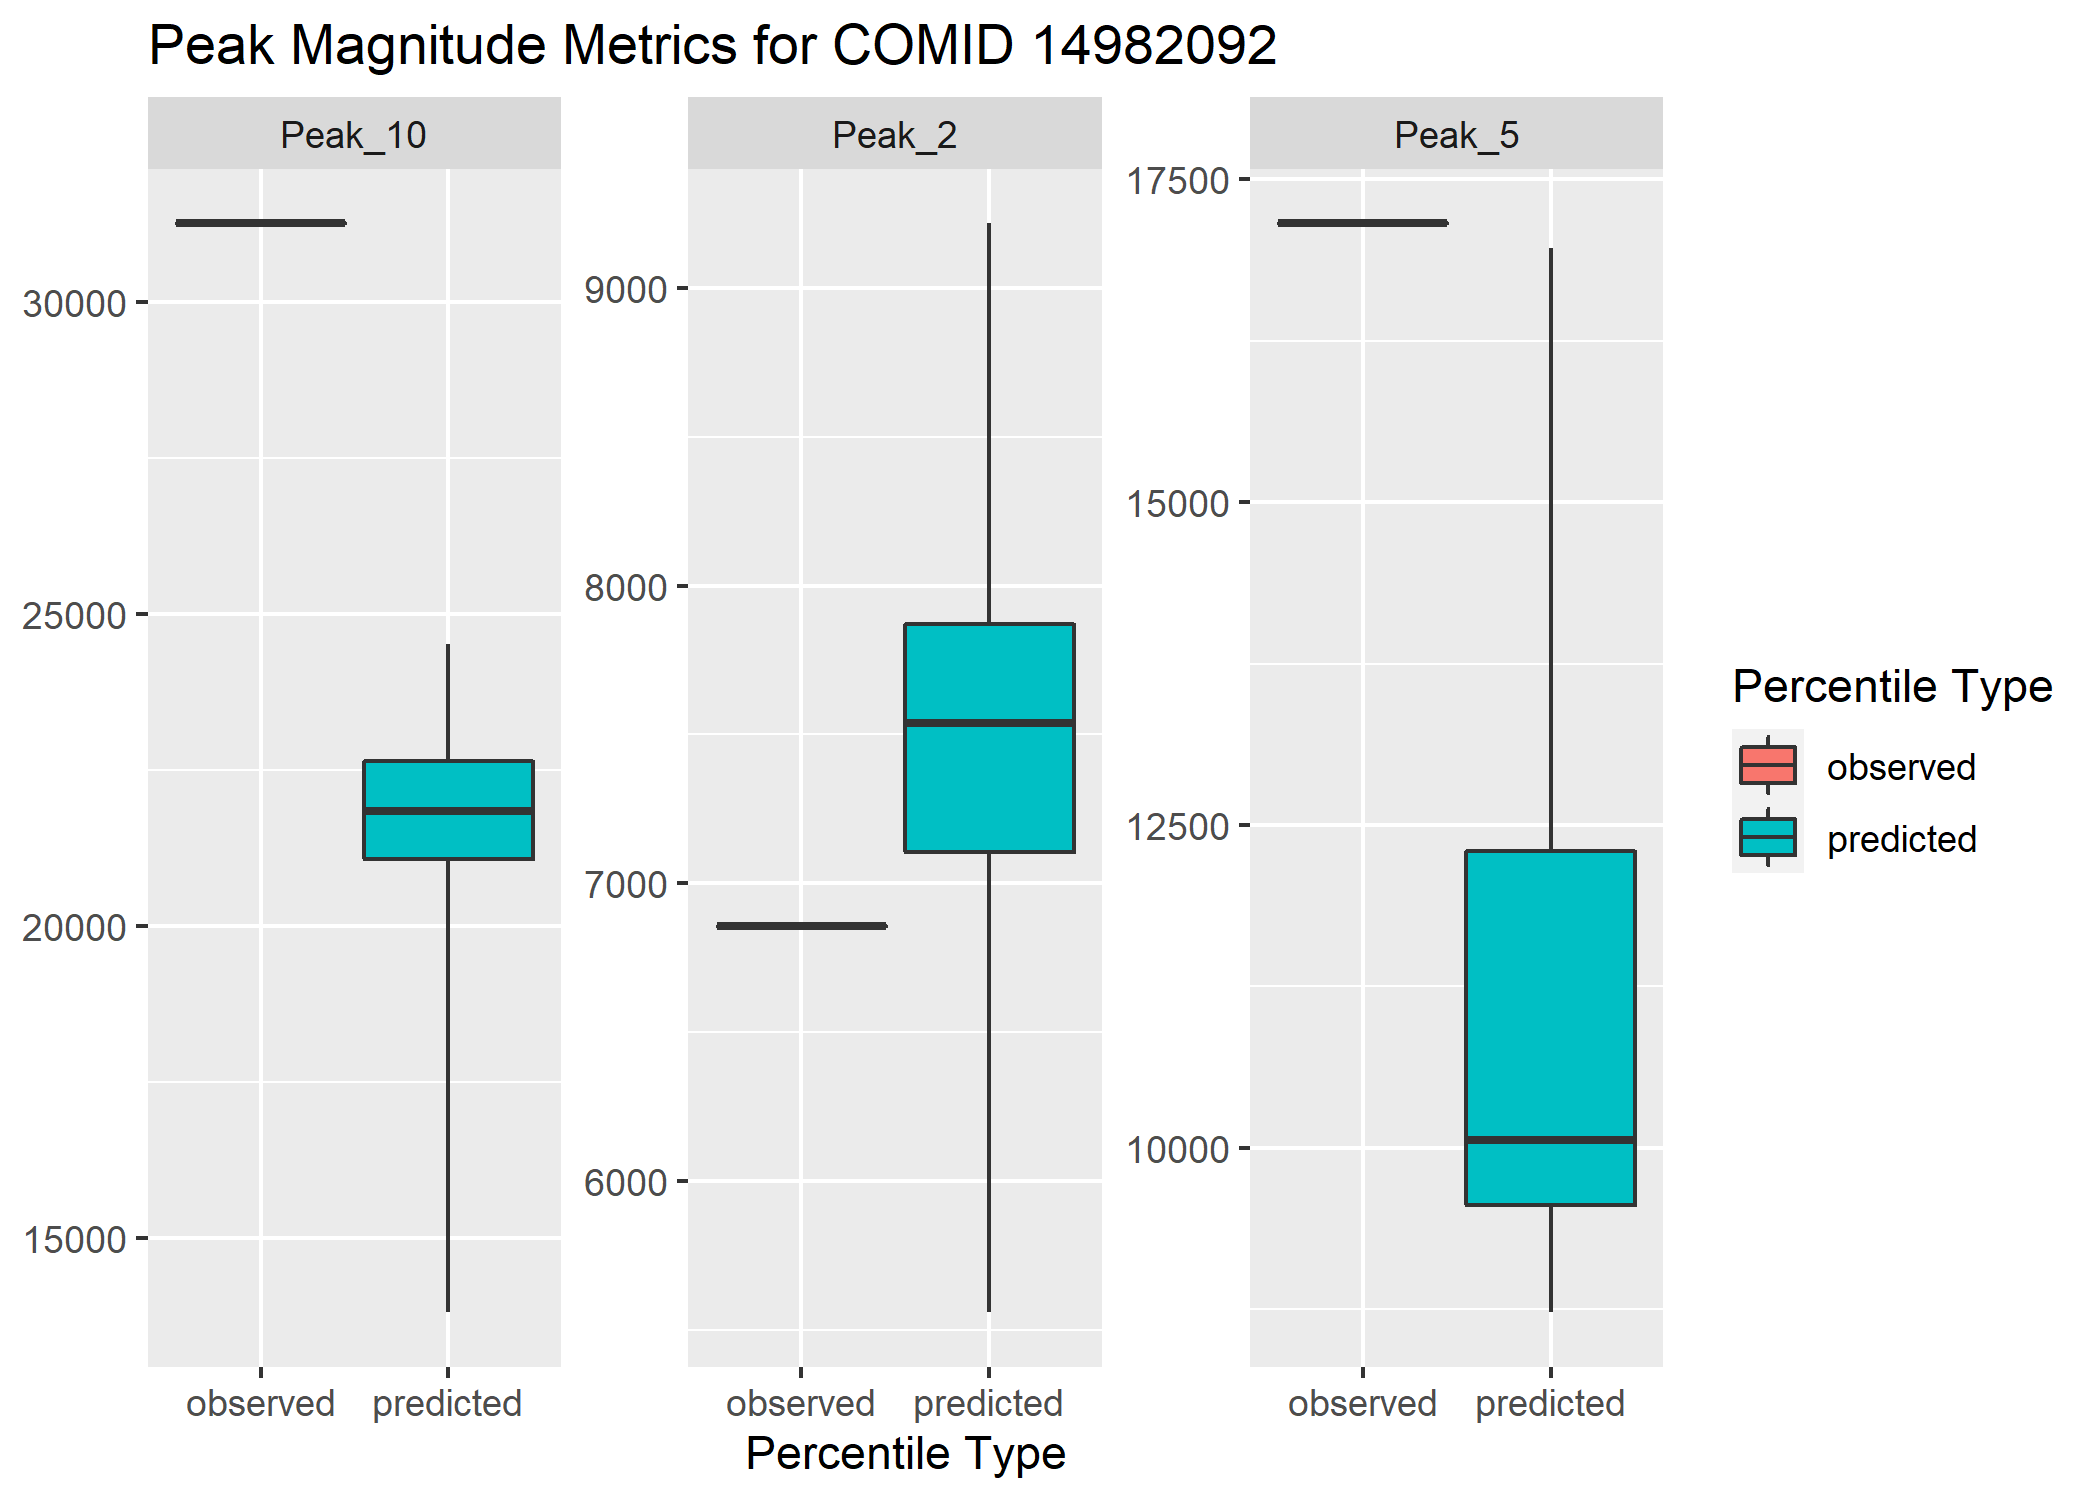 Peak Magnitude Metrics for COMID 14982092
Peak_10
Peak_2
Peak_5
30000
25000
20000
15000
9000
8000
7000
6000
17500
15000
12500
10000
observed
predicted
observed
predicted
observed
predicted
Percentile Type
Percentile Type
observed
predicted